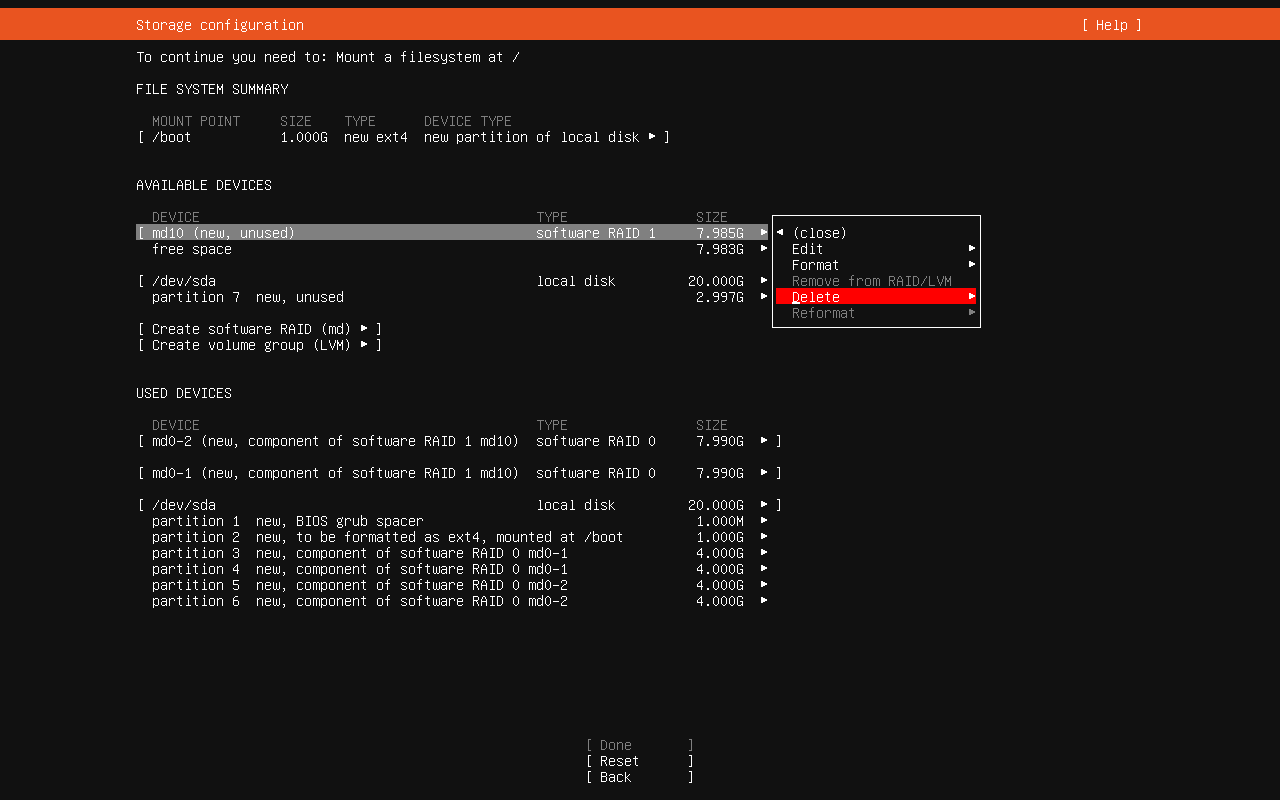 Storage configuration [ Help ]
To continue you need to: Mount a filesystem at /
FILE SYSTEM SUMMARY
MOUNT POINT SIZE TYPE DEVICE TYPE
[ /boot 1.000G new ext4 new partition of local disk ▸ ]
AVAILABLE DEVICES
DEVICE TYPE SIZE
[ md10 (new, unused) software RAID 1 7.985G ▸ ◂ (close)
free space 7.983G ▸ Edit ▸
Format ▸
[ /dev/sda local disk 20.000G ▸ Remove from RAID/LVM
partition 7 new, unused 2.997G ▸ Delete ▸
Reformat ▸
[ Create software RAID (md) ▸ ]
[ Create volume group (LVM) ▸ ]
USED DEVICES
DEVICE TYPE SIZE
[ md0-2 (new, component of software RAID 1 md10) software RAID 0 7.990G ▸ ]
[ md0-1 (new, component of software RAID 1 md10) software RAID 0 7.990G ▸ ]
[ /dev/sda local disk 20.000G ▸ ]
partition 1 new, BIOS grub spacer 1.000M ▸
partition 2 new, to be formatted as ext4, mounted at /boot 1.000G ▸
partition 3 new, component of software RAID 0 md0-1 4.000G ▸
partition 4 new, component of software RAID 0 md0-1 4.000G ▸
partition 5 new, component of software RAID 0 md0-2 4.000G ▸
partition 6 new, component of software RAID 0 md0-2 4.000G ▸
[ Done ]
[ Reset ]
[ Back ]